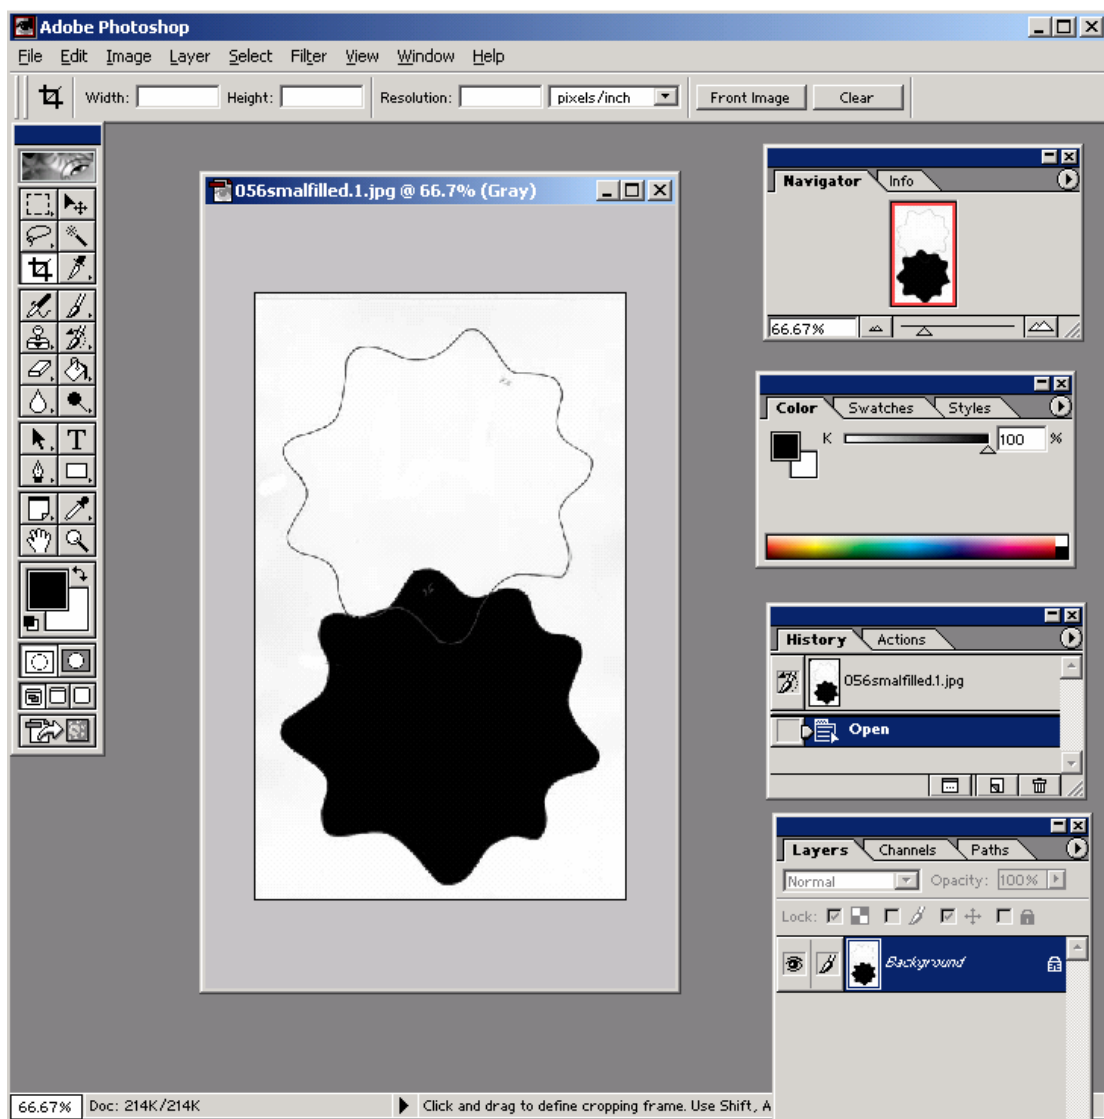 Adobe Photoshop
File Edit Image Layer Select Filter View Window Help
Width: Height: Resolution: pixels/inch Front Image Clear
056smalfilled.1.jpg @ 66.7% (Gray)
Navigator Info
66.67%
Color Swatches Styles
K 100 %
T
History Actions
056smalfilled.1.jpg
Open
Layers Channels Paths
Normal Opacity: 100%
Lock:
Background
66.67% Doc: 214K/214K Click and drag to define cropping frame. Use Shift, A